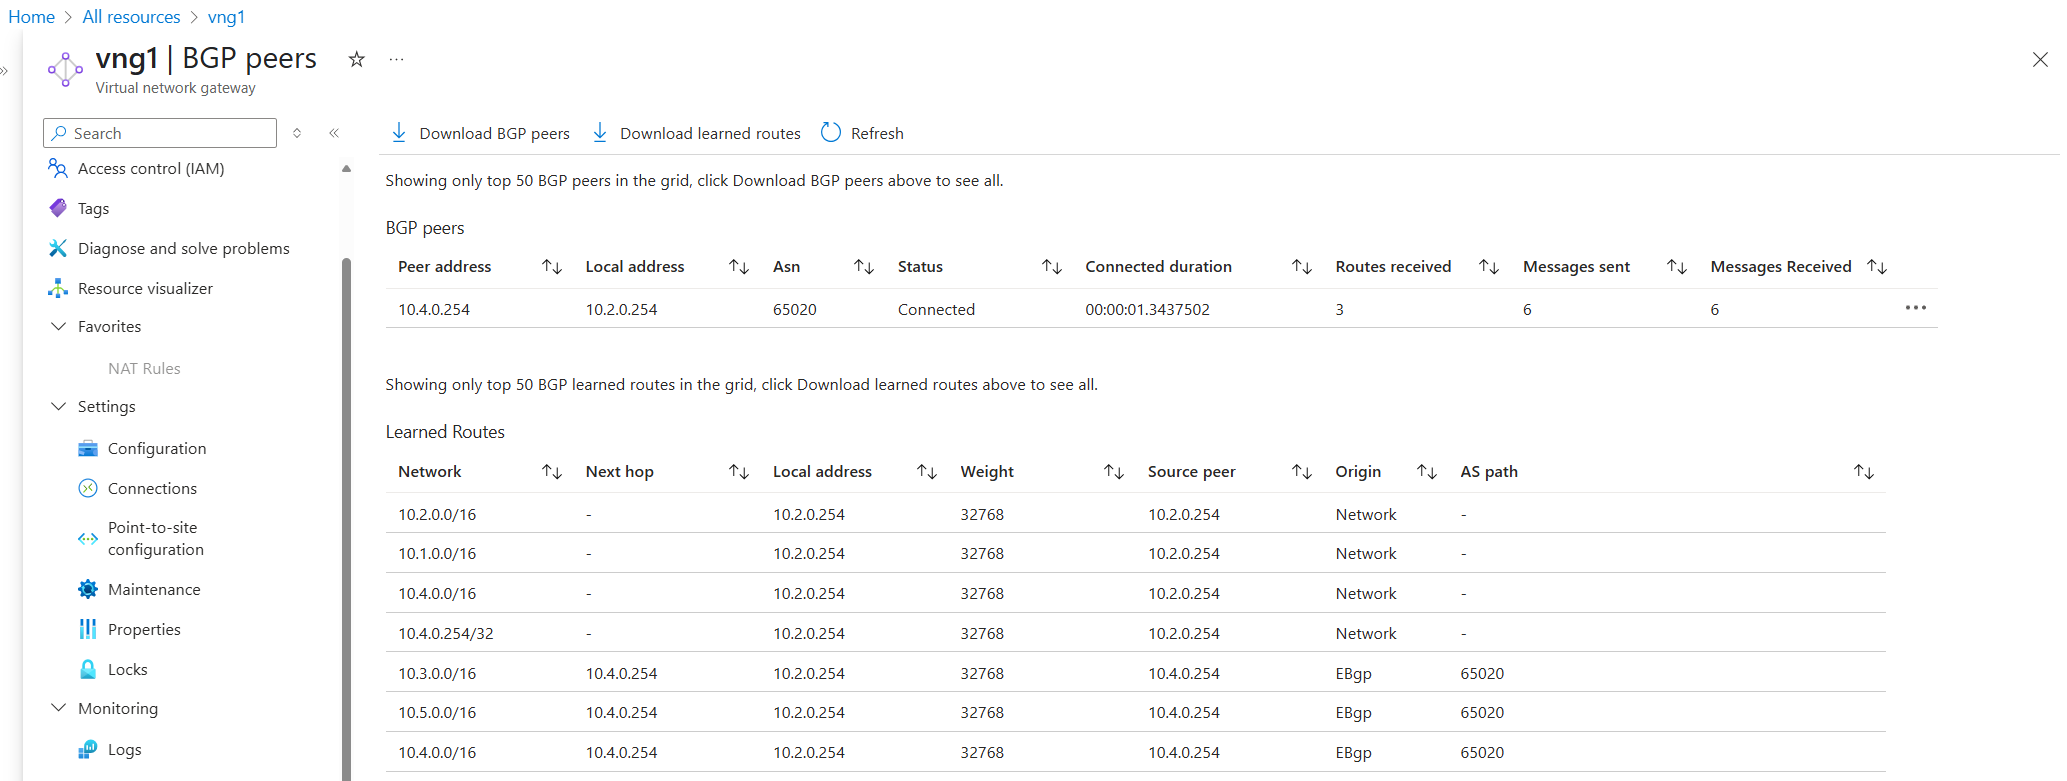 Home > All resources > vng1
vng1 | BGP peers
Virtual network gateway
Search
Access control (IAM)
Tags
Diagnose and solve problems
Resource visualizer
Favorites
NAT Rules
Settings
Configuration
Connections
Point-to-site
configuration
Maintenance
Properties
Locks
Monitoring
Logs
Download BGP peers Download learned routes Refresh
Showing only top 50 BGP peers in the grid, click Download BGP peers above to see all.
BGP peers
Peer address Local address Asn Status Connected duration Routes received Messages sent Messages Received
10.4.0.254 10.2.0.254 65020 Connected 00:00:01.3437502 3 6 6
Showing only top 50 BGP learned routes in the grid, click Download learned routes above to see all.
Learned Routes
Network Next hop Local address Weight Source peer Origin AS path
10.2.0.0/16 - 10.2.0.254 32768 10.2.0.254 Network -
10.1.0.0/16 - 10.2.0.254 32768 10.2.0.254 Network -
10.4.0.0/16 - 10.2.0.254 32768 10.2.0.254 Network -
10.4.0.254/32 - 10.2.0.254 32768 10.2.0.254 Network -
10.3.0.0/16 10.4.0.254 10.2.0.254 32768 10.4.0.254 EBgp 65020
10.5.0.0/16 10.4.0.254 10.2.0.254 32768 10.4.0.254 EBgp 65020
10.4.0.0/16 10.4.0.254 10.2.0.254 32768 10.4.0.254 EBgp 65020